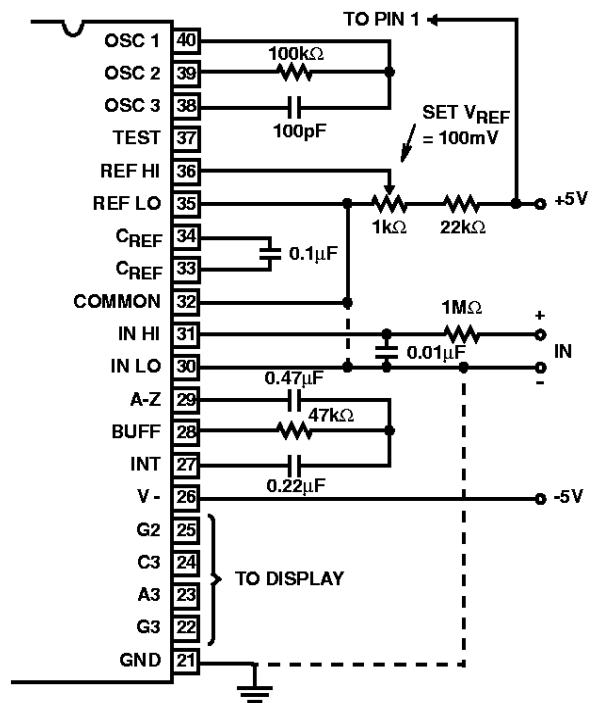 TO PIN 1
OSC 1 40
100kΩ
OSC 2 39
OSC 3 38
100pF
SET VREF
= 100mV
TEST 37
REF HI 36
REF LO 35
1kΩ 22kΩ +5V
CREF 34
0.1µF
CREF 33
COMMON 32
1MΩ
IN HI 31 +
0.01µF IN
IN LO 30 -
0.47µF
A-Z 29
47kΩ
BUFF 28
INT 27
0.22µF
V - 26 -5V
G2 25
C3 24
TO DISPLAY
A3 23
G3 22
GND 21